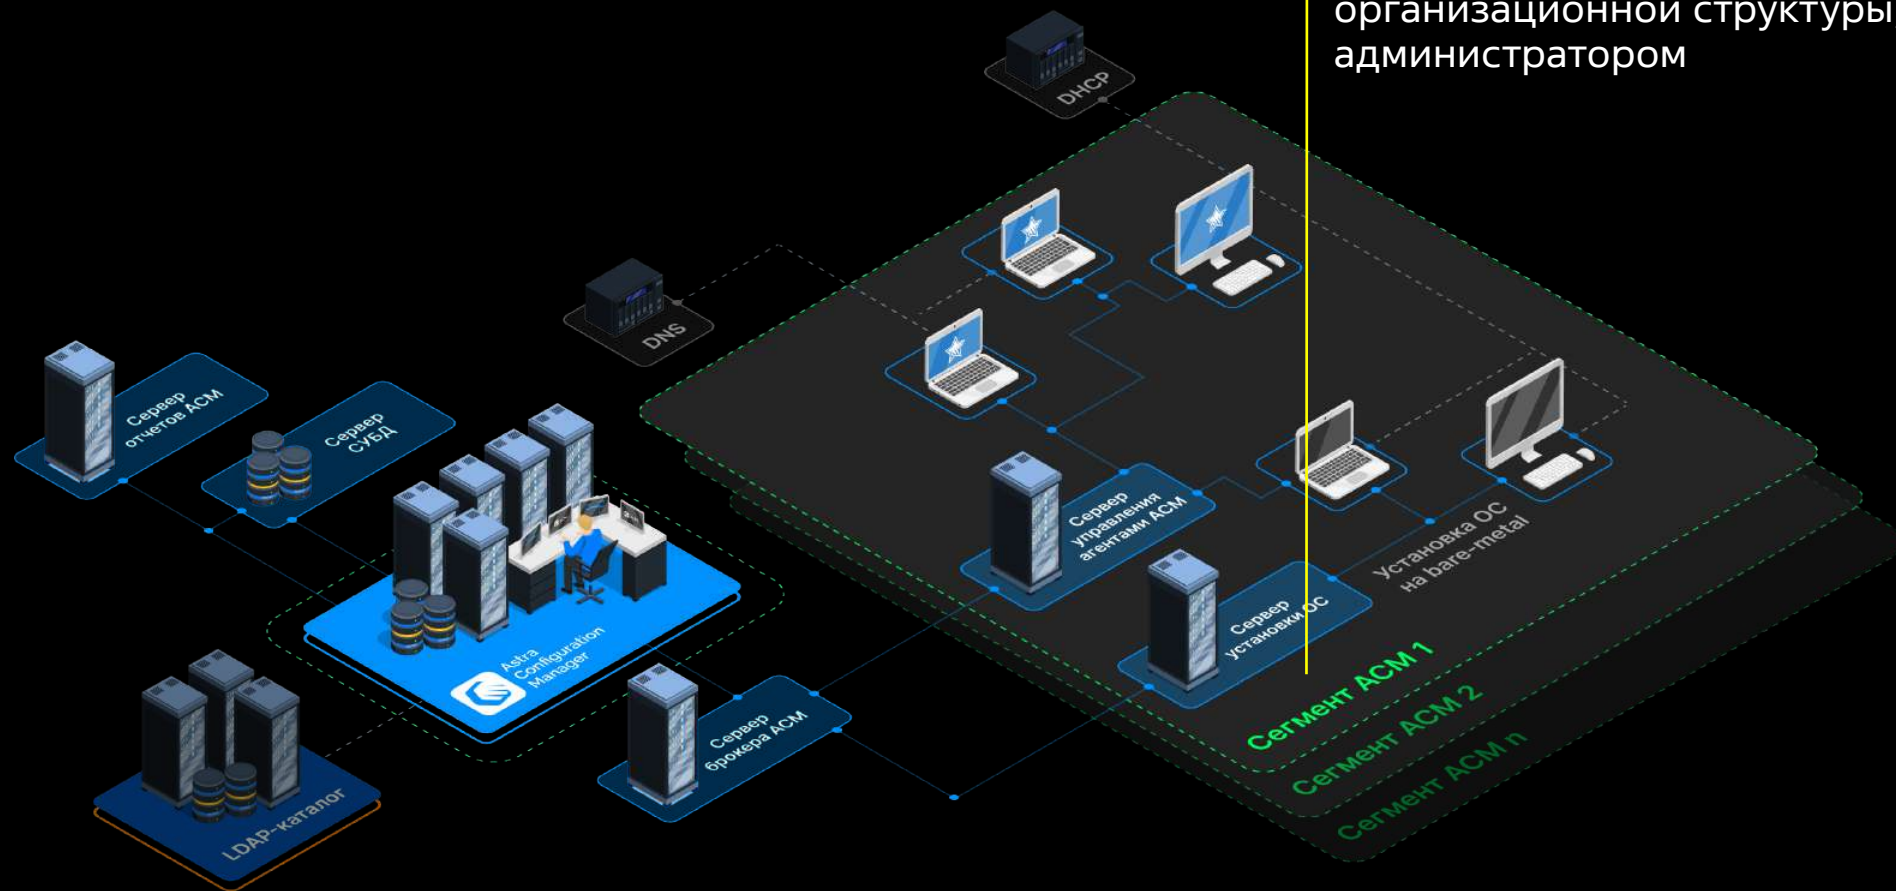 организационной структуры
администратором
DHCP
DNS
Сервер
отчетов ACM
Сервер
СУБД
Astra
Configuration
Manager
LDAP-каталог
Сервер
брокера ACM
Сервер
управления
агентами ACM
Сервер
установки ОС
Установка ОС
на bare-metal
Сегмент ACM 1
Сегмент ACM 2
Сегмент ACM n